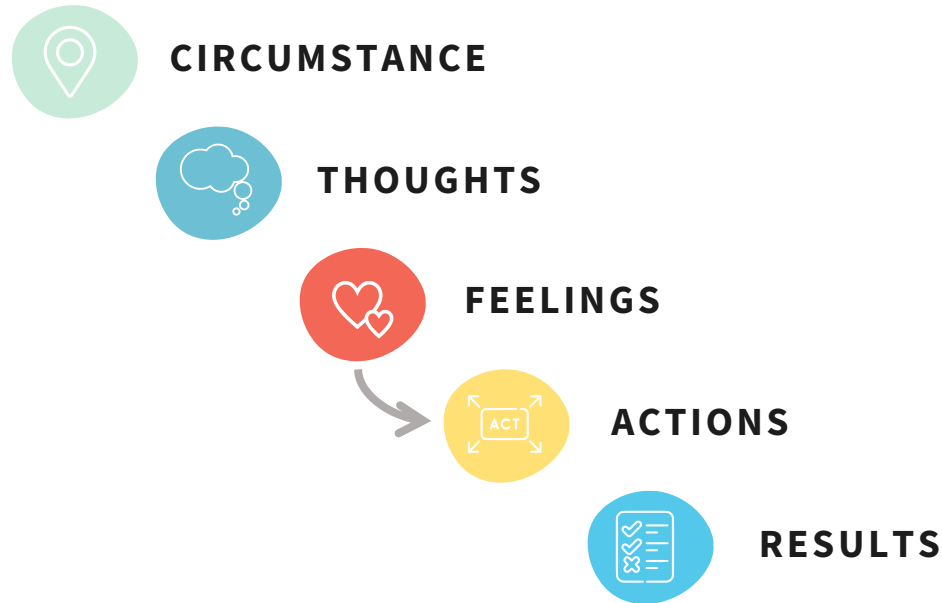 CIRCUMSTANCE
THOUGHTS
FEELINGS
ACT
ACTIONS
RESULTS